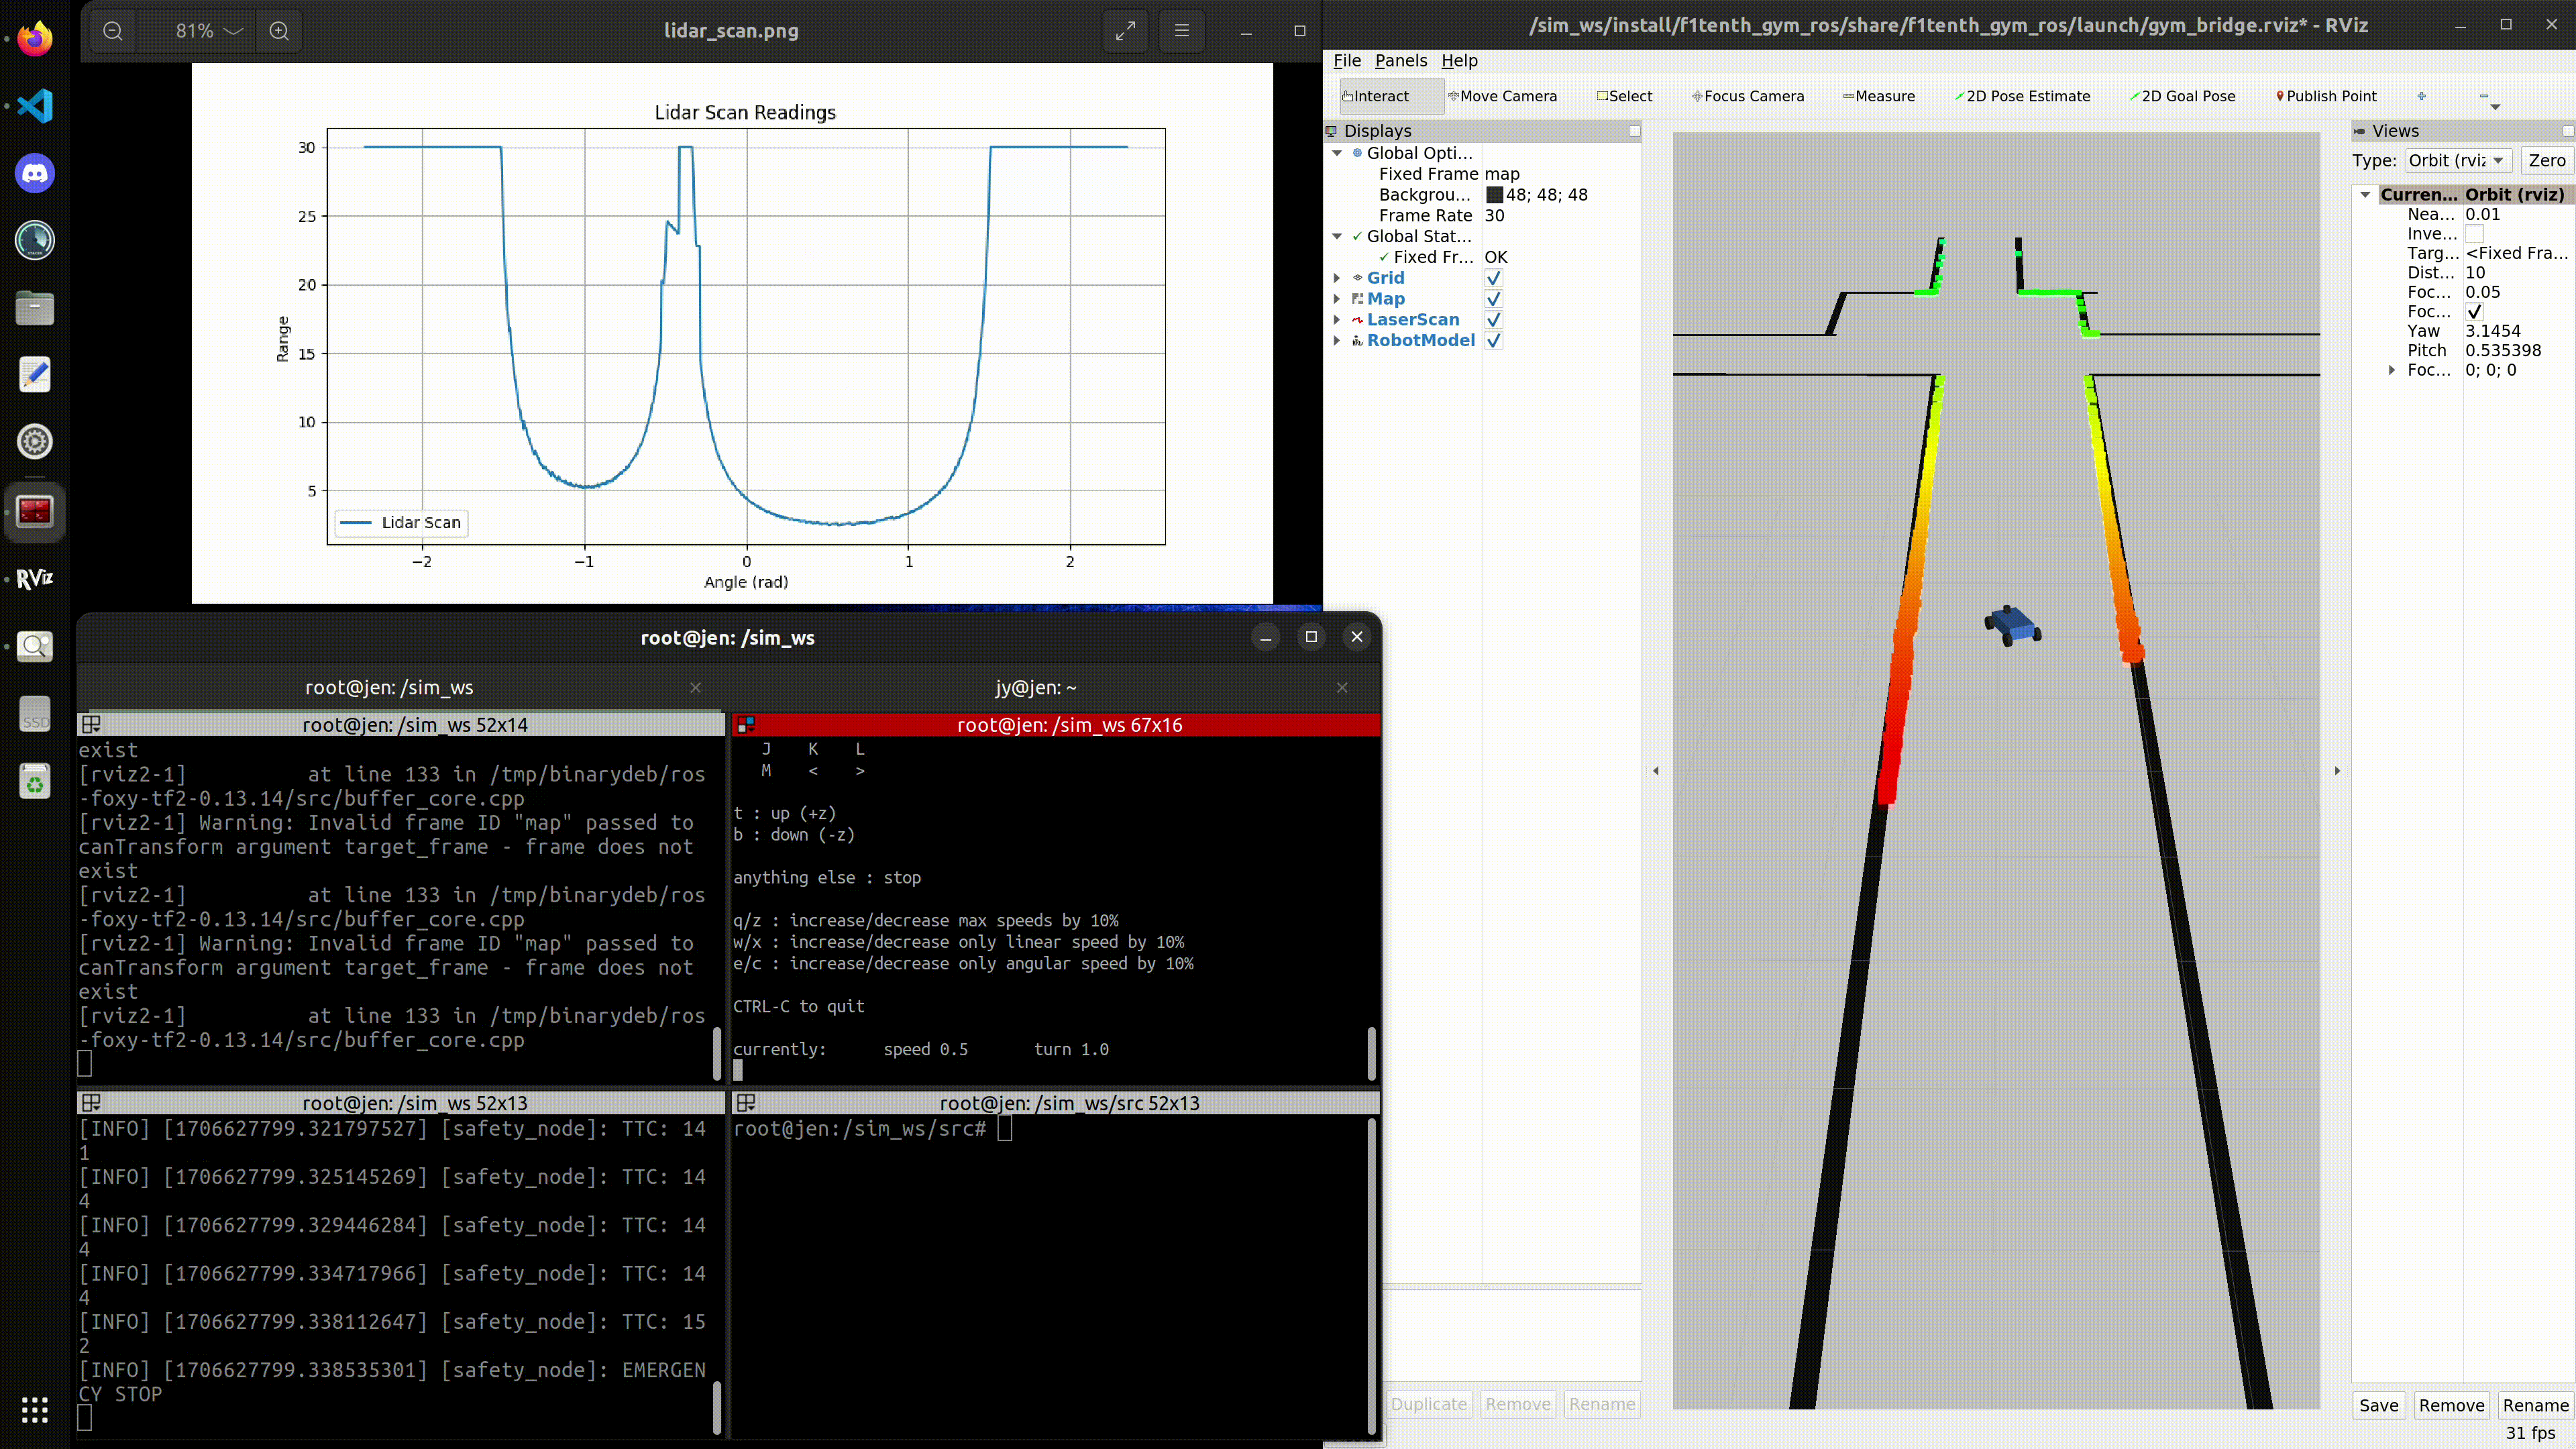 81%
lidar_scan.png
Lidar Scan Readings
30
25
20
15
10
5
Range
Lidar Scan
−2
−1
0
1
2
Angle (rad)
/sim_ws/install/f1tenth_gym_ros/share/f1tenth_gym_ros/launch/gym_bridge.rviz* - RViz
File Panels Help
Interact Move Camera Select Focus Camera Measure 2D Pose Estimate 2D Goal Pose Publish Point
Displays
Global Opti...
Fixed Frame map
Backgrou... 48; 48; 48
Frame Rate 30
Global Stat...
Fixed Fr... OK
Grid
Map
LaserScan
RobotModel
Duplicate Remove Rename
Views
Type: Orbit (rviz Zero
Curren... Orbit (rviz)
Nea... 0.01
Inve...
Targ... <Fixed Fra...
Dist... 10
Foc... 0.05
Foc...
Yaw 3.1454
Pitch 0.535398
Foc... 0; 0; 0
Save Remove Rename
31 fps
RViz
SSD
root@jen: /sim_ws
root@jen: /sim_ws
jy@jen: ~
root@jen: /sim_ws 52x14
exist
[rviz2-1] at line 133 in /tmp/binarydeb/ros
-foxy-tf2-0.13.14/src/buffer_core.cpp
[rviz2-1] Warning: Invalid frame ID "map" passed to
canTransform argument target_frame - frame does not
exist
[rviz2-1] at line 133 in /tmp/binarydeb/ros
-foxy-tf2-0.13.14/src/buffer_core.cpp
[rviz2-1] Warning: Invalid frame ID "map" passed to
canTransform argument target_frame - frame does not
exist
[rviz2-1] at line 133 in /tmp/binarydeb/ros
-foxy-tf2-0.13.14/src/buffer_core.cpp
root@jen: /sim_ws 67x16
J K L
M < >
t : up (+z)
b : down (-z)
anything else : stop
q/z : increase/decrease max speeds by 10%
w/x : increase/decrease only linear speed by 10%
e/c : increase/decrease only angular speed by 10%
CTRL-C to quit
currently: speed 0.5 turn 1.0
root@jen: /sim_ws 52x13
[INFO] [1706627799.321797527] [safety_node]: TTC: 14
1
[INFO] [1706627799.325145269] [safety_node]: TTC: 14
4
[INFO] [1706627799.329446284] [safety_node]: TTC: 14
4
[INFO] [1706627799.334717966] [safety_node]: TTC: 14
4
[INFO] [1706627799.338112647] [safety_node]: TTC: 15
2
[INFO] [1706627799.338535301] [safety_node]: EMERGEN
CY STOP
root@jen: /sim_ws/src 52x13
root@jen:/sim_ws/src#